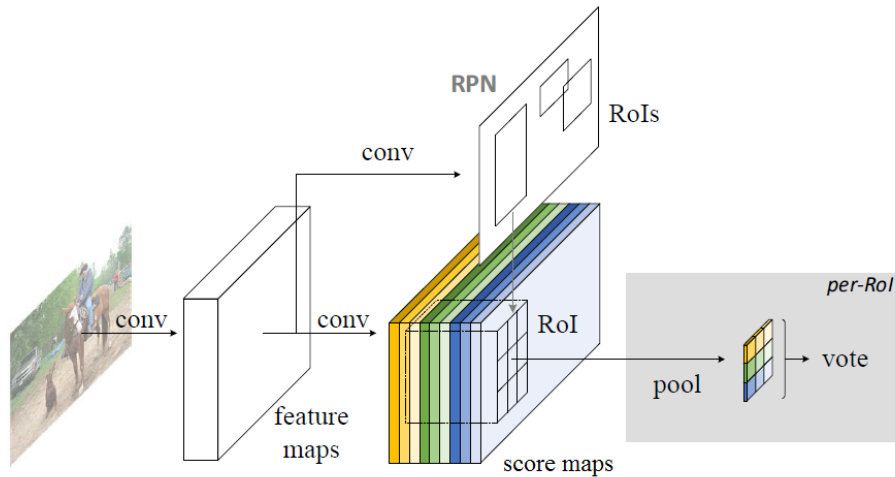 RPN
RoIs
conv
per-RoI
conv
conv
RoI
pool
vote
feature
maps
score maps